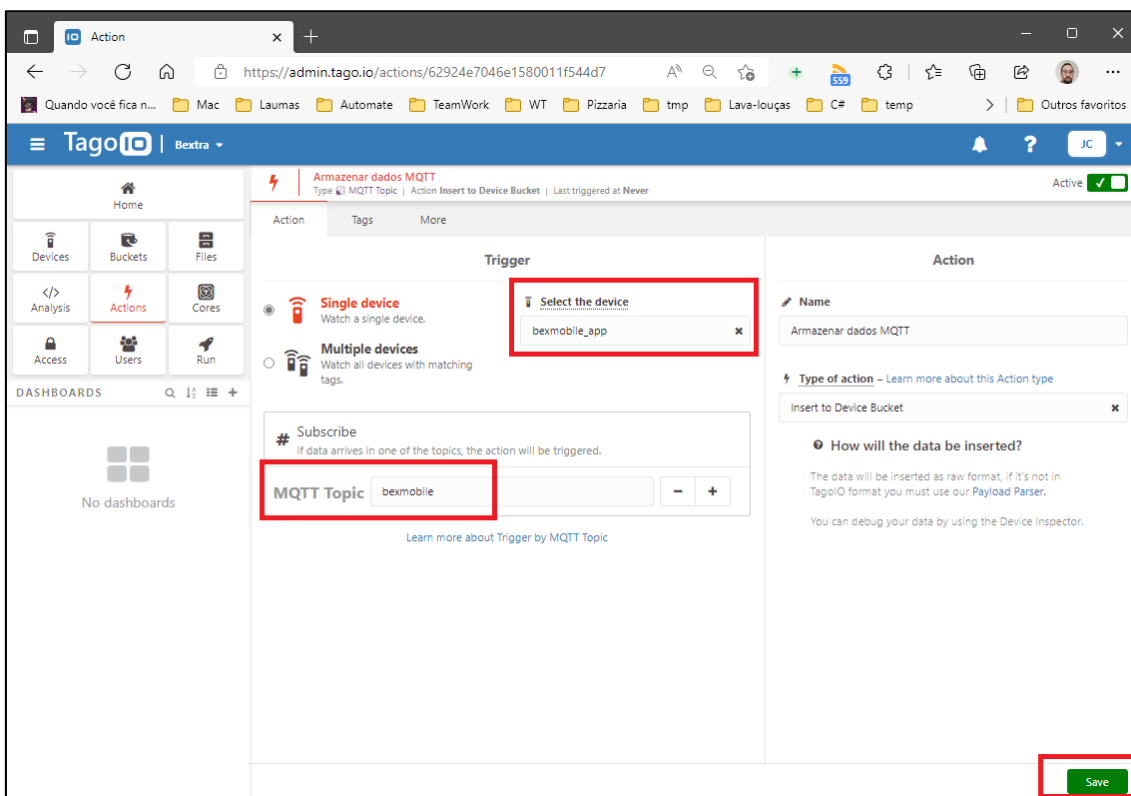 Action
https://admin.tago.io/actions/62924e7046e1580011f544d7
559
Quando você fica n... Mac Laumas Automate TeamWork WT Pizzaria tmp Lava-louças C# temp Outros favoritos
TagoIO | Bextra
? JC
Home
Devices Buckets Files
Analysis Actions Cores
Access Users Run
DASHBOARDS
No dashboards
Armazenar dados MQTT
Type MQTT Topic | Action Insert to Device Bucket | Last triggered at Never
Active
Action Tags More
Trigger
Single device
Watch a single device.
Multiple devices
Watch all devices with matching
tags.
Select the device
bexmobile_app
# Subscribe
if data arrives in one of the topics, the action will be triggered.
MQTT Topic bexmobile
Learn more about Trigger by MQTT Topic
Action
Name
Armazenar dados MQTT
Type of action – Learn more about this Action type
Insert to Device Bucket
How will the data be inserted?
The data will be inserted as raw format, if it's not in
TagoIO format you must use our Payload Parser.
You can debug your data by using the Device Inspector.
Save